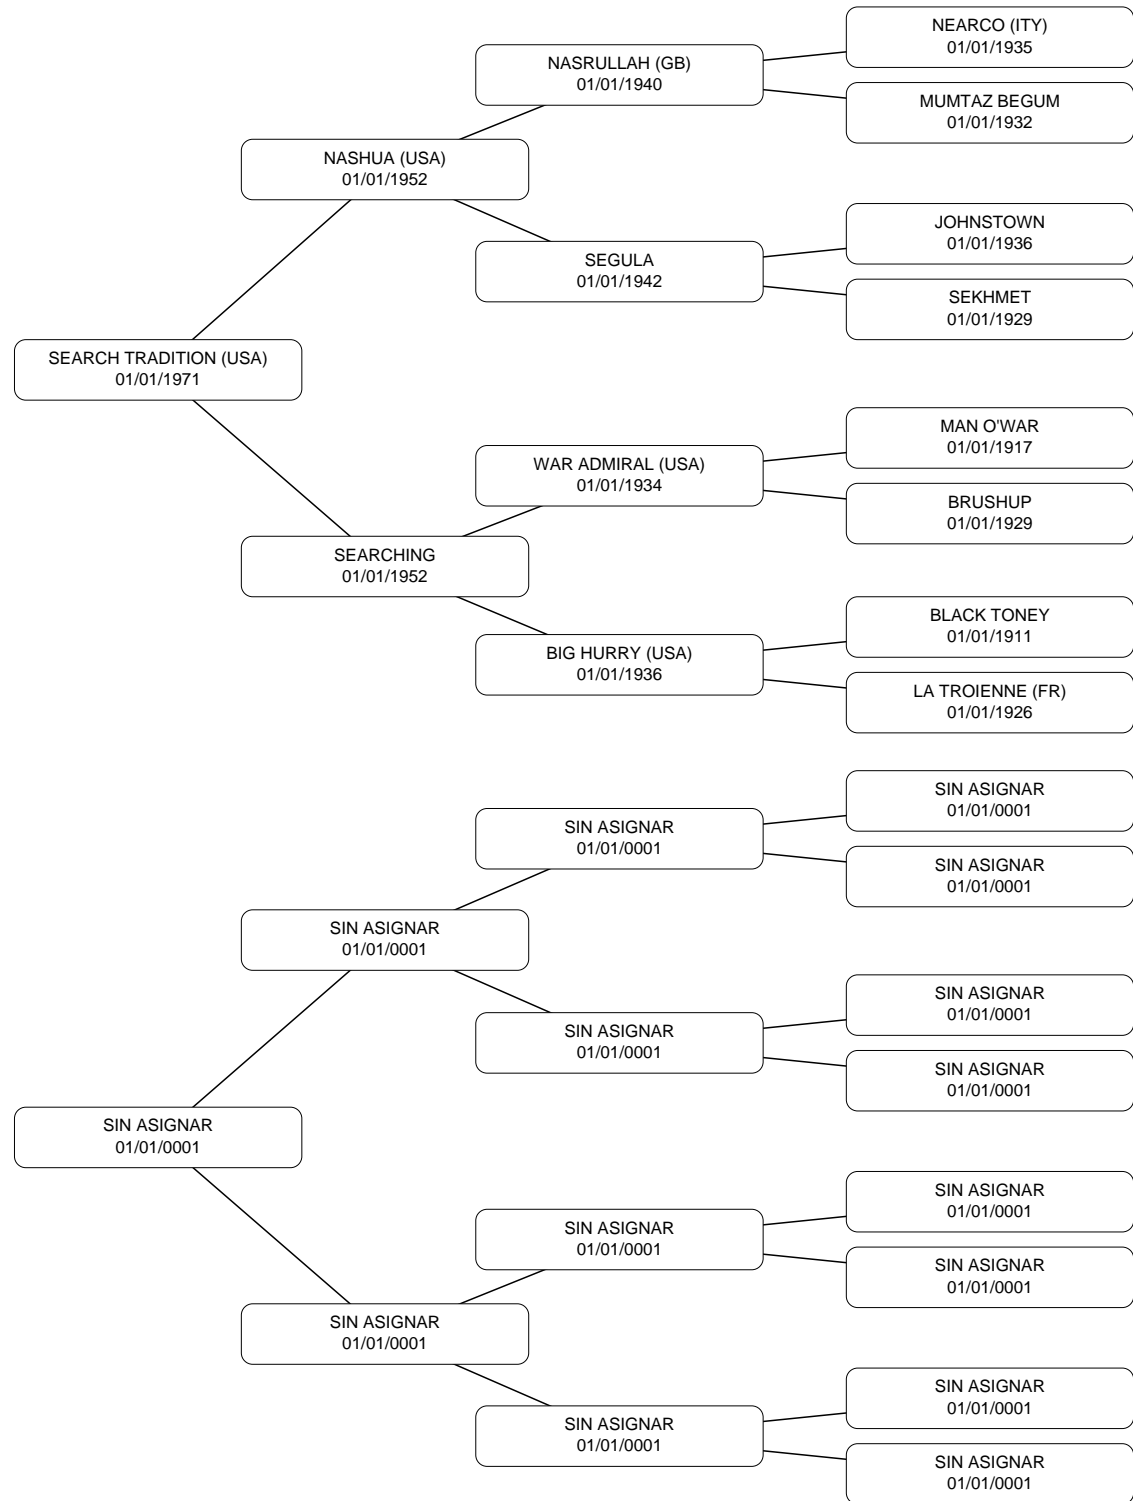 NEARCO (ITY)
01/01/1935
NASRULLAH (GB)
01/01/1940
MUMTAZ BEGUM
01/01/1932
NASHUA (USA)
01/01/1952
JOHNSTOWN
01/01/1936
SEGULA
01/01/1942
SEKHMET
01/01/1929
SEARCH TRADITION (USA)
01/01/1971
MAN O'WAR
01/01/1917
WAR ADMIRAL (USA)
01/01/1934
BRUSHUP
01/01/1929
SEARCHING
01/01/1952
BLACK TONEY
01/01/1911
BIG HURRY (USA)
01/01/1936
LA TROIENNE (FR)
01/01/1926
SIN ASIGNAR
01/01/0001
SIN ASIGNAR
01/01/0001
SIN ASIGNAR
01/01/0001
SIN ASIGNAR
01/01/0001
SIN ASIGNAR
01/01/0001
SIN ASIGNAR
01/01/0001
SIN ASIGNAR
01/01/0001
SIN ASIGNAR
01/01/0001
SIN ASIGNAR
01/01/0001
SIN ASIGNAR
01/01/0001
SIN ASIGNAR
01/01/0001
SIN ASIGNAR
01/01/0001
SIN ASIGNAR
01/01/0001
SIN ASIGNAR
01/01/0001
SIN ASIGNAR
01/01/0001